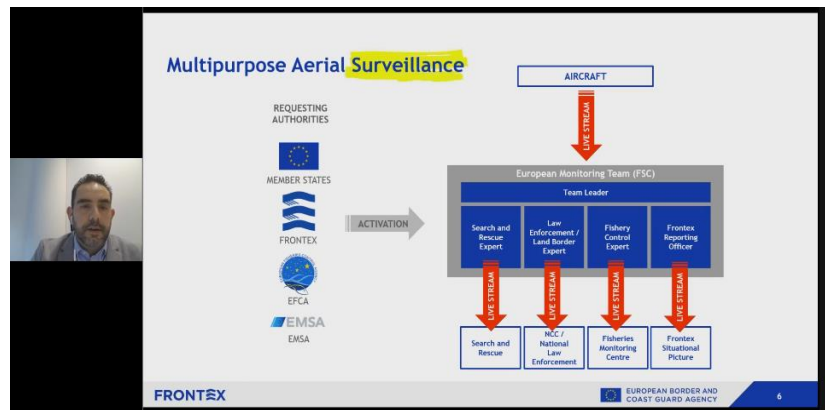 Multipurpose Aerial Surveillance
REQUESTING
AUTHORITIES
MEMBER STATES
FRONTEX
EFCA
EMSA
EMSA
ACTIVATION
AIRCRAFT
LIVE STREAM
European Monitoring Team (FSC)
Team Leader
Search and
Rescue
Expert
Law
Enforcement /
Land Border
Expert
Fishery
Control
Expert
Frontex
Reporting
Officer
LIVE STREAM
LIVE STREAM
LIVE STREAM
LIVE STREAM
Search and
Rescue
NCC /
National
Law
Enforcement
Fisheries
Monitoring
Centre
Frontex
Situational
Picture
FRONTEX
EUROPEAN BORDER AND
COAST GUARD AGENCY
6